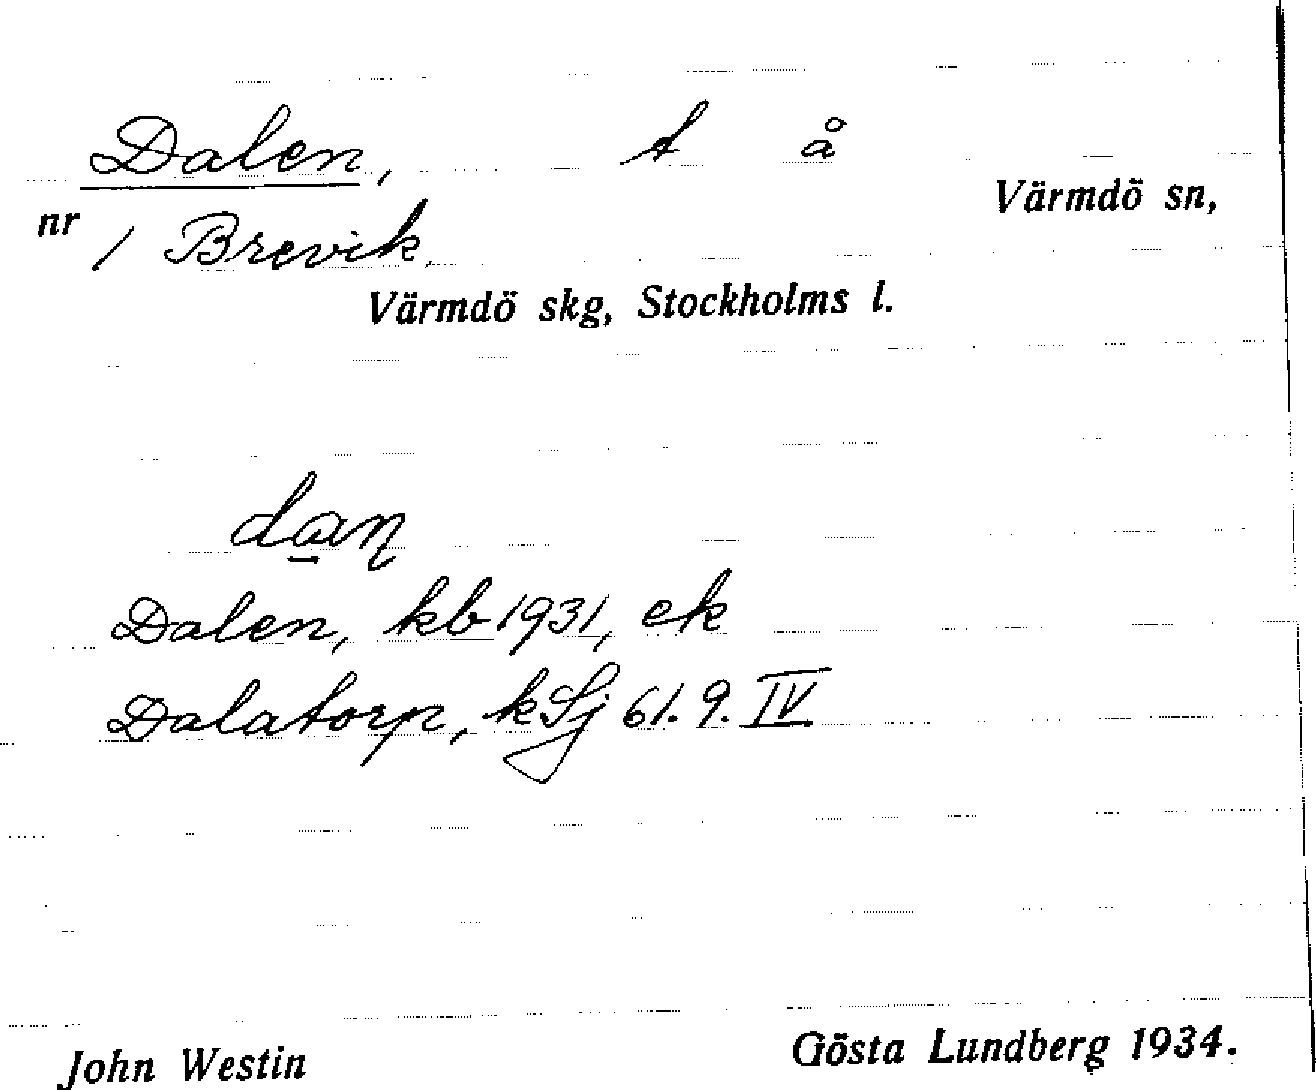 Dalen, t å
Värmdö sn,
nr 1 Brevik,
Värmdö skg, Stockholms l.
dan
Dalen, kb 1931, ek
Dalatorp, kSj 61. 9. IV
John Westin Gösta Lundberg 1934.